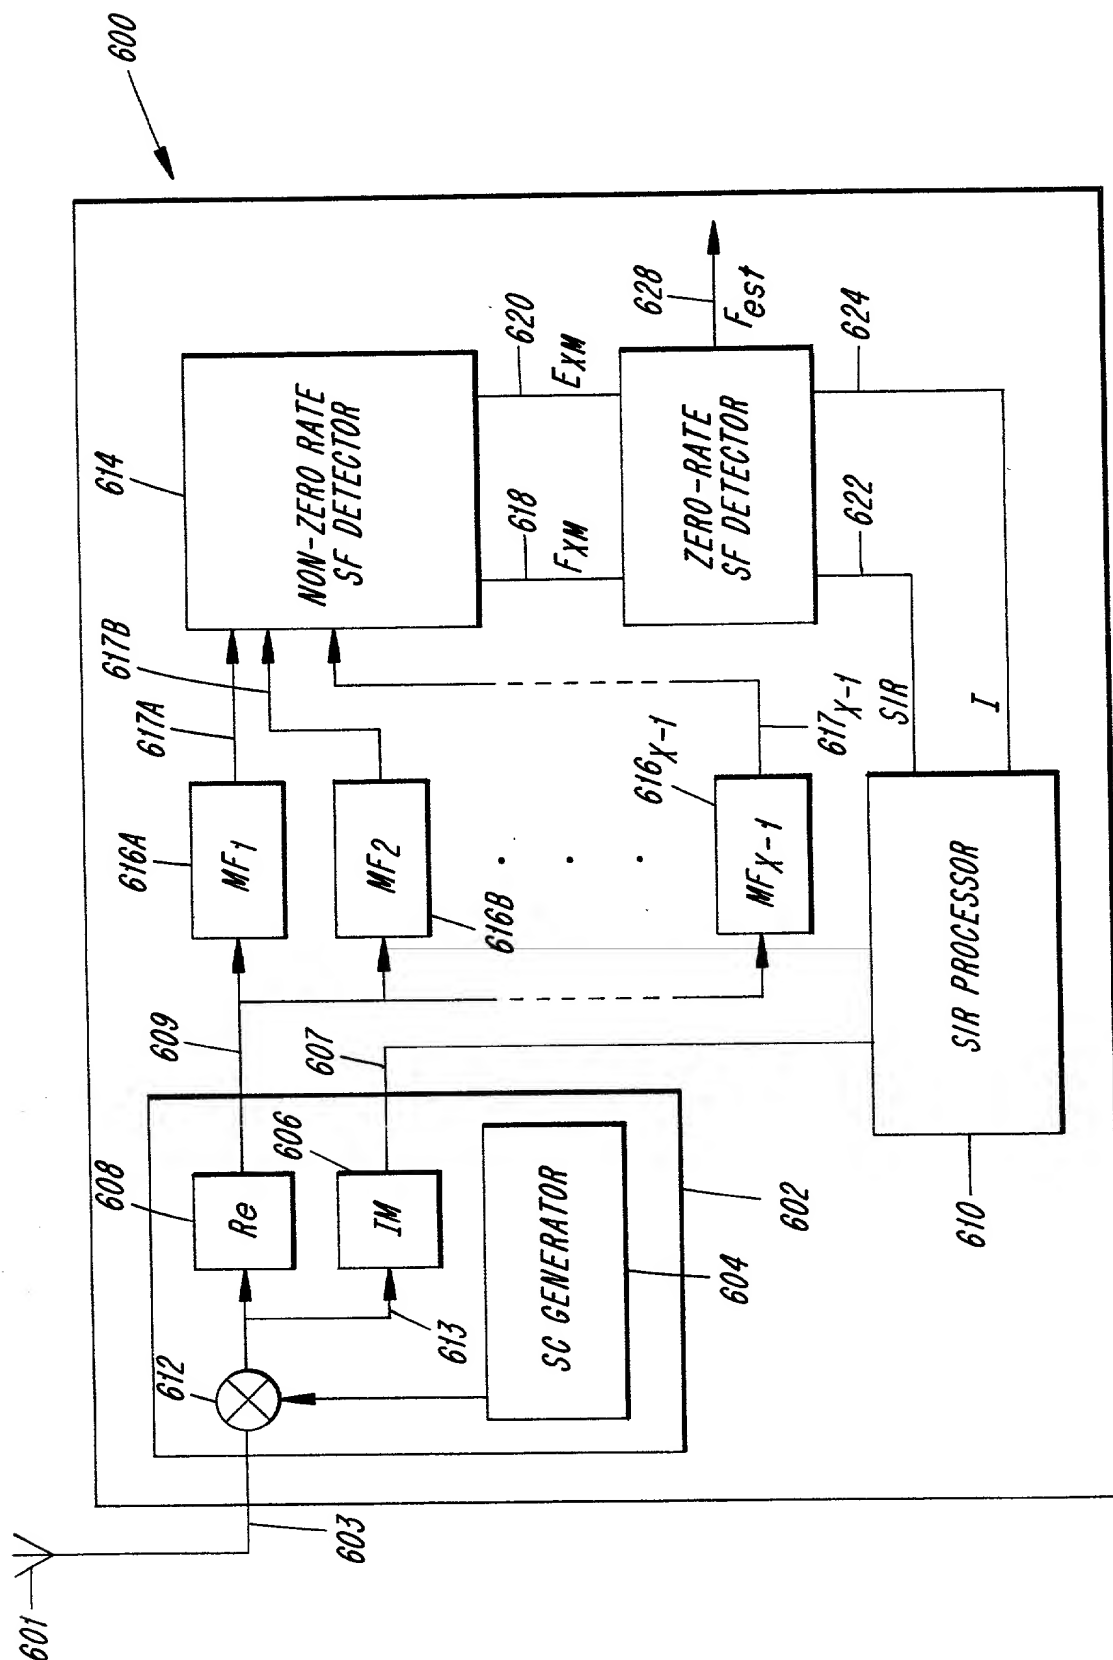 600
601
603
612
608
Re
609
606
IM
607
613
SC GENERATOR
604
602
616A
MF1
617A
617B
MF2
616B
616X-1
MFX-1
617X-1
614
NON-ZERO RATE
SF DETECTOR
618
FXM
620
EXM
ZERO-RATE
SF DETECTOR
628
Fest
622
624
SIR
I
SIR PROCESSOR
610